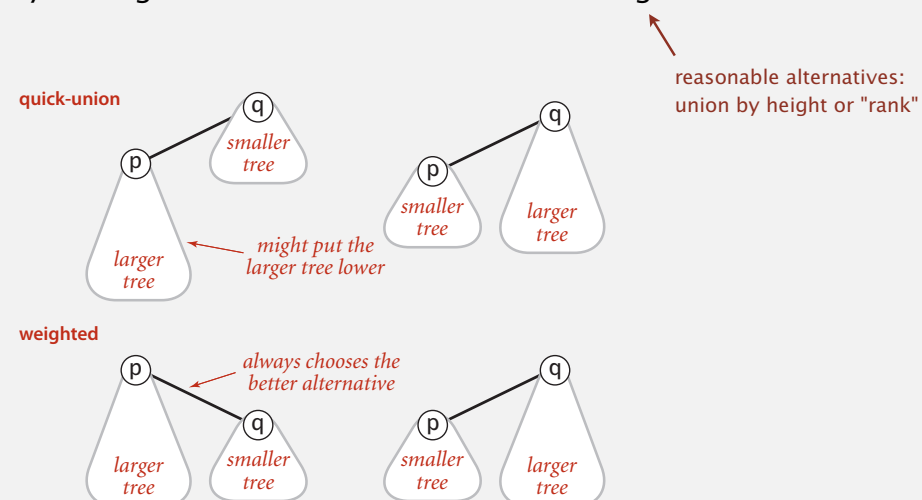 reasonable alternatives:
union by height or "rank"
quick-union
q
smaller
tree
p
larger
tree
might put the
larger tree lower
q
p
smaller
tree
larger
tree
weighted
p
always chooses the
better alternative
q
larger
tree
smaller
tree
q
p
smaller
tree
larger
tree